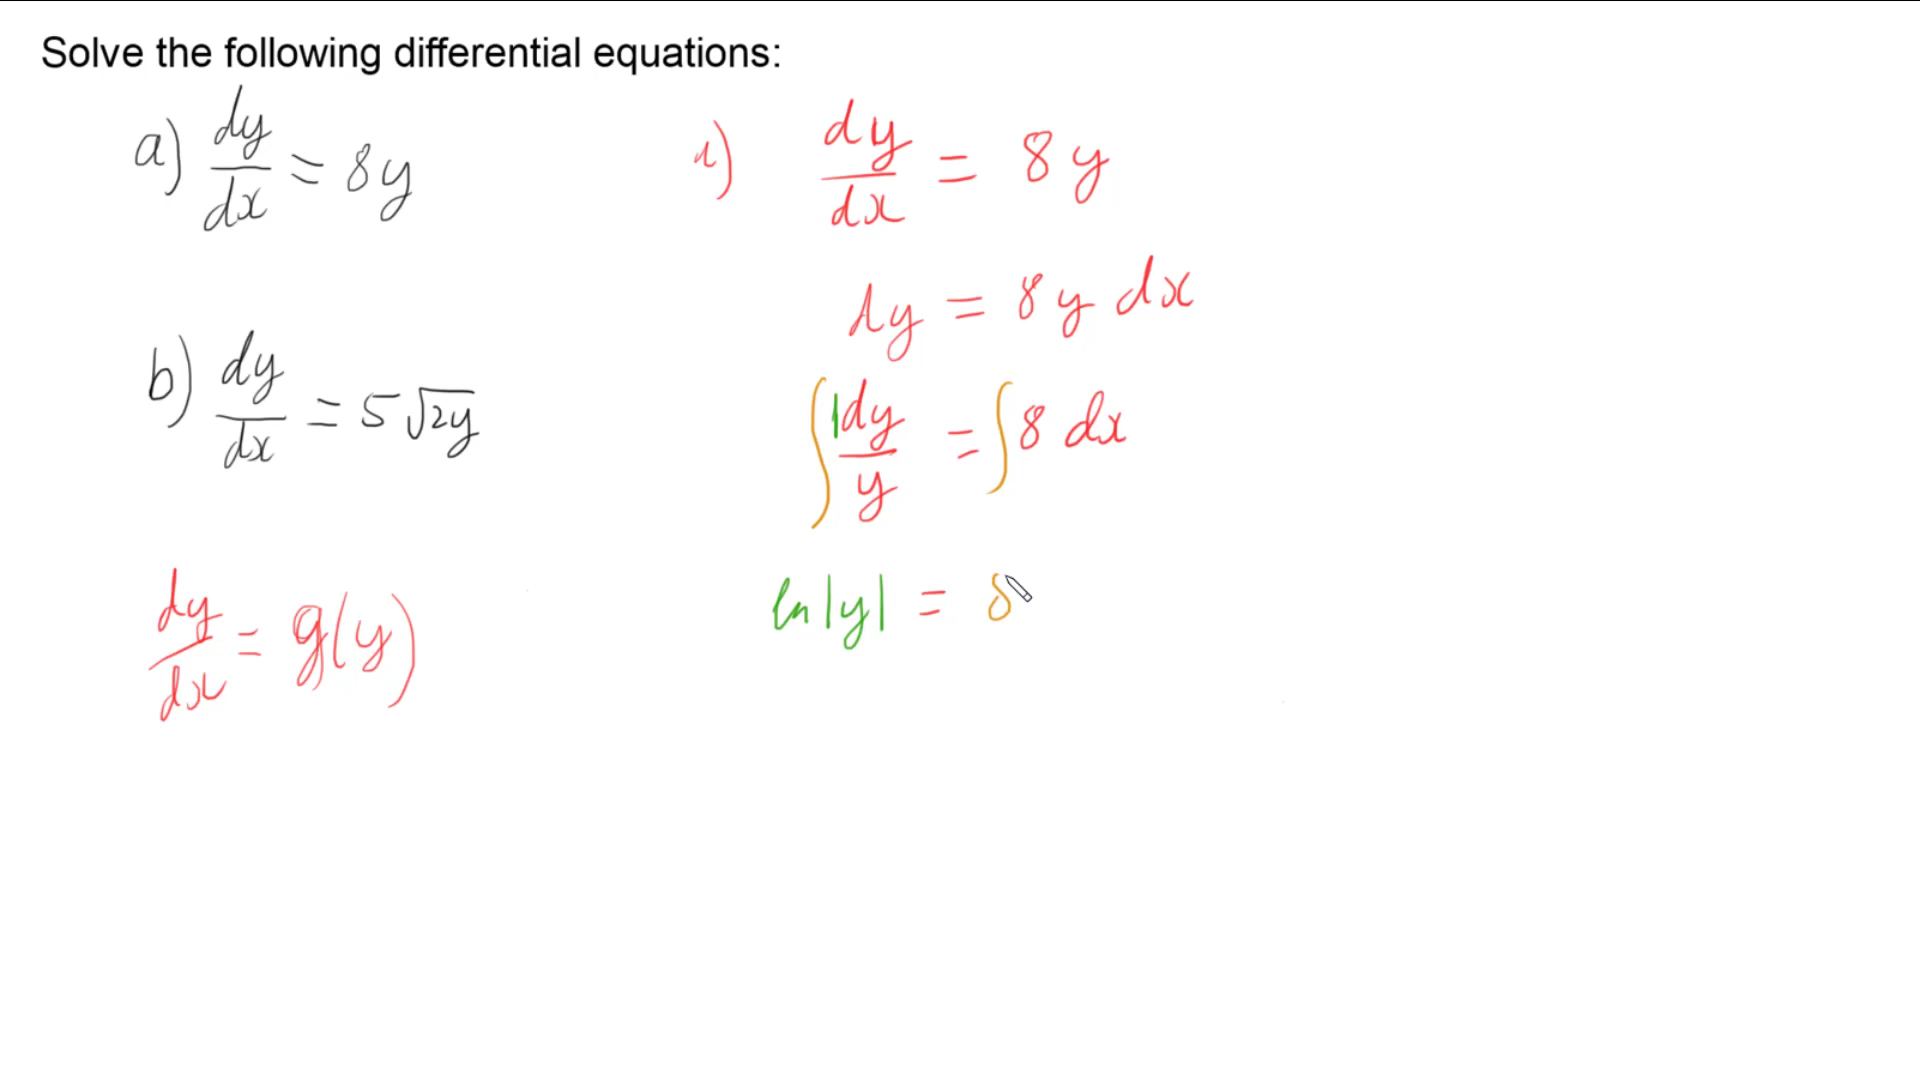 Solve the following differential equations:
a) dy/dx = 8y
b) dy/dx = 5√2y
dy/dx = g(y)
1) dy/dx = 8y
dy = 8y dx
∫ 1dy/y = ∫ 8 dx
ln|y| = 8